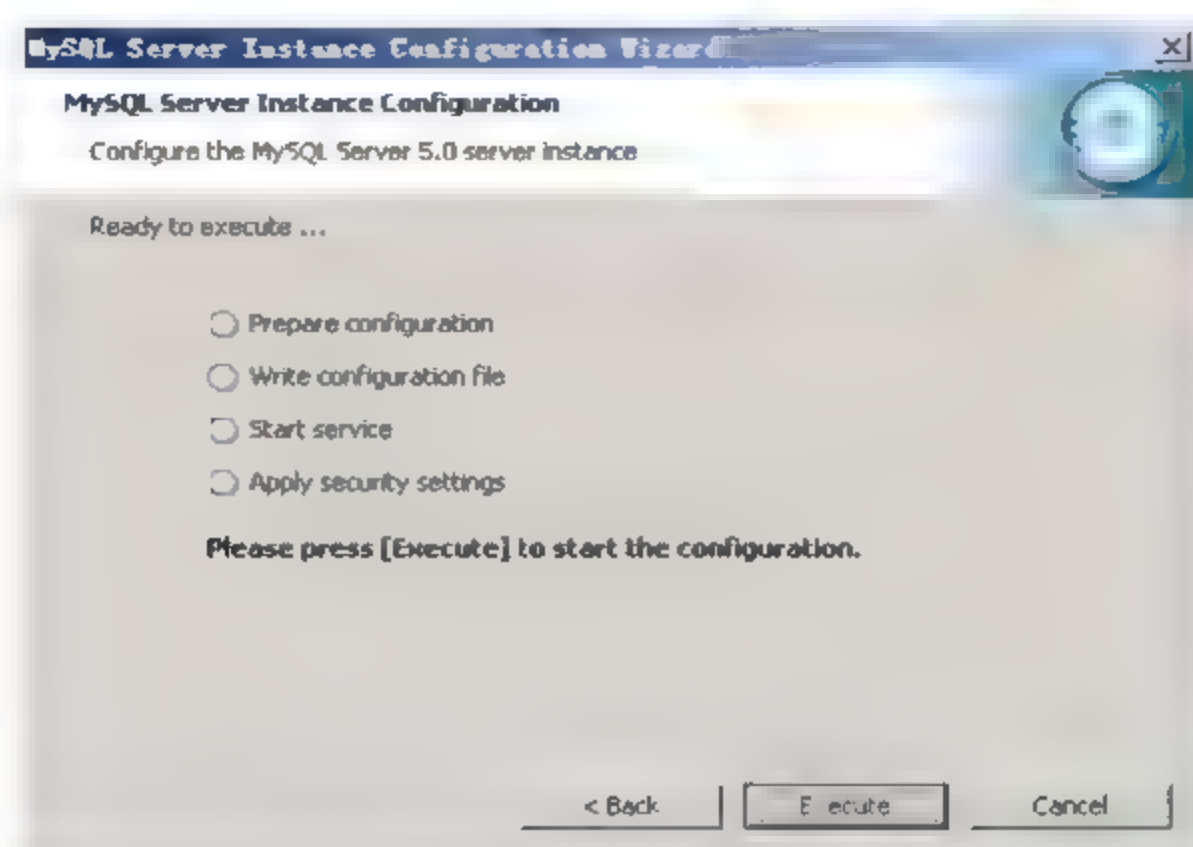 MySQL Server Instance Configuration Wizard
MySQL Server Instance Configuration
Configure the MySQL Server 5.0 server instance
Ready to execute ...
Prepare configuration
Write configuration file
Start service
Apply security settings
Please press [Execute] to start the configuration.
< Back
Execute
Cancel